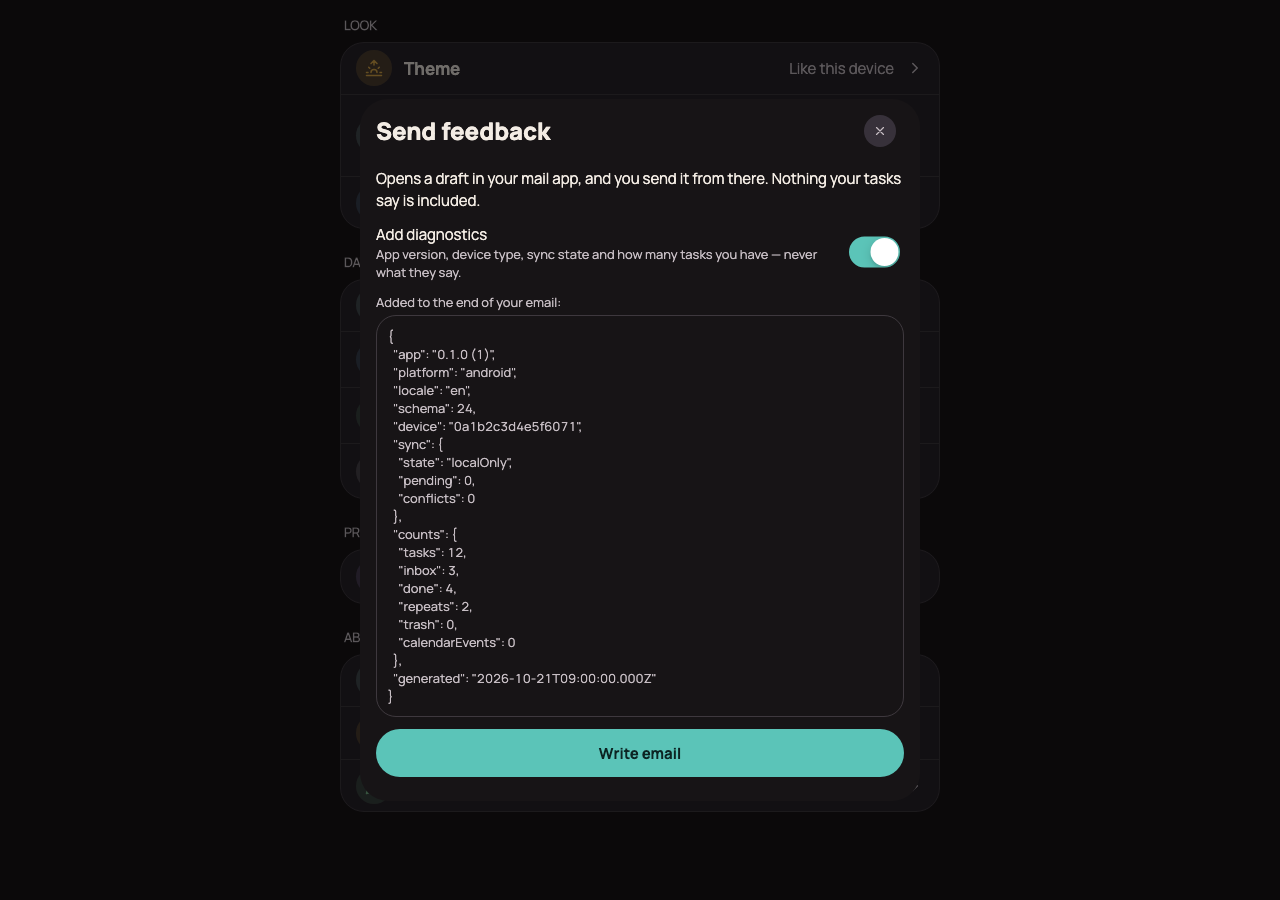 LOOK
Theme
Like this device
Send feedback
Opens a draft in your mail app, and you send it from there. Nothing your tasks
say is included.
Add diagnostics
App version, device type, sync state and how many tasks you have — never
what they say.
Added to the end of your email:
{
"app": "0.1.0 (1)",
"platform": "android",
"locale": "en",
"schema": 24,
"device": "0a1b2c3d4e5f6071",
"sync": {
"state": "localOnly",
"pending": 0,
"conflicts": 0
},
"counts": {
"tasks": 12,
"inbox": 3,
"done": 4,
"repeats": 2,
"trash": 0,
"calendarEvents": 0
},
"generated": "2026-10-21T09:00:00.000Z"
}
Write email
DA
PR
AB